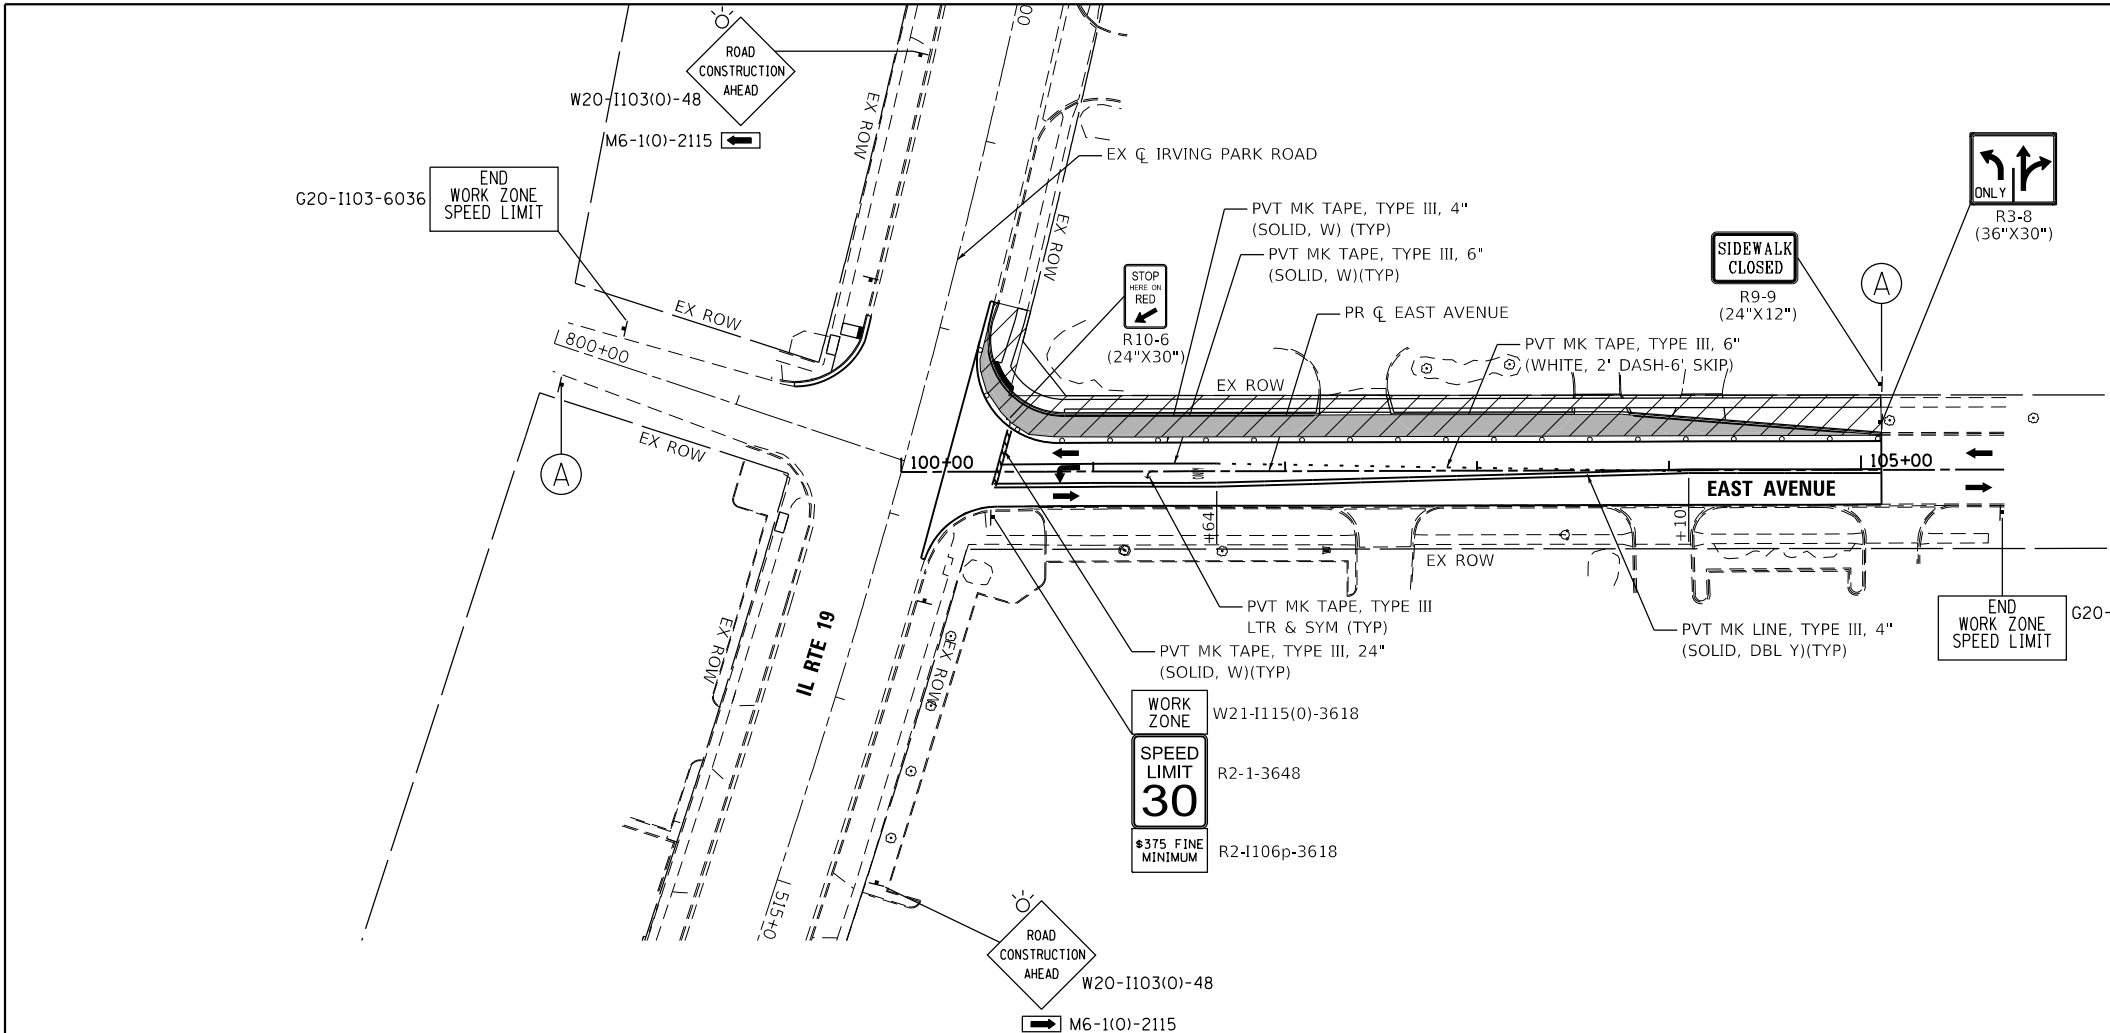 ROAD
CONSTRUCTION
AHEAD
W20-I103(0)-48
M6-1(0)-2115
END
WORK ZONE
SPEED LIMIT
G20-I103-6036
EX ROW
EX ROW
EX ℄ IRVING PARK ROAD
EX ROW
PVT MK TAPE, TYPE III, 4"
(SOLID, W) (TYP)
PVT MK TAPE, TYPE III, 6"
(SOLID, W)(TYP)
STOP
HERE ON
RED
R10-6
(24"X30")
PR ℄ EAST AVENUE
PVT MK TAPE, TYPE III, 6"
(WHITE, 2' DASH-6' SKIP)
SIDEWALK
CLOSED
R9-9
(24"X12")
A
ONLY
R3-8
(36"X30")
800+00
EX ROW
A
EX ROW
100+00
105+00
EAST AVENUE
+64
+10
EX ROW
PVT MK TAPE, TYPE III
LTR & SYM (TYP)
PVT MK TAPE, TYPE III, 24"
(SOLID, W)(TYP)
PVT MK LINE, TYPE III, 4"
(SOLID, DBL Y)(TYP)
END
WORK ZONE
SPEED LIMIT
G20-
EX ROW
IL RTE 19
EX ROW
WORK
ZONE
W21-I115(0)-3618
SPEED
LIMIT
30
R2-1-3648
$375 FINE
MINIMUM
R2-I106p-3618
515+0
ROAD
CONSTRUCTION
AHEAD
W20-I103(0)-48
M6-1(0)-2115